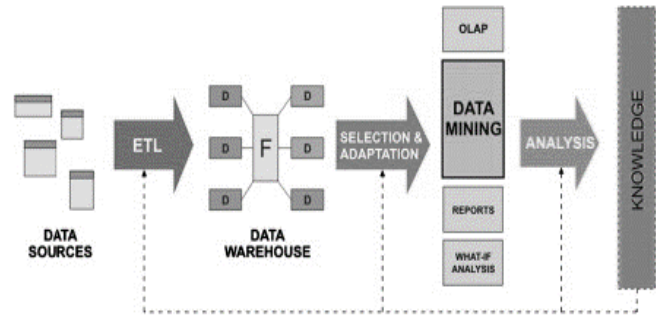 DATA
SOURCES
ETL
D
D
D
F
D
D
D
DATA
WAREHOUSE
SELECTION &
ADAPTATION
OLAP
DATA
MINING
REPORTS
WHAT-IF
ANALYSIS
ANALYSIS
KNOWLEDGE